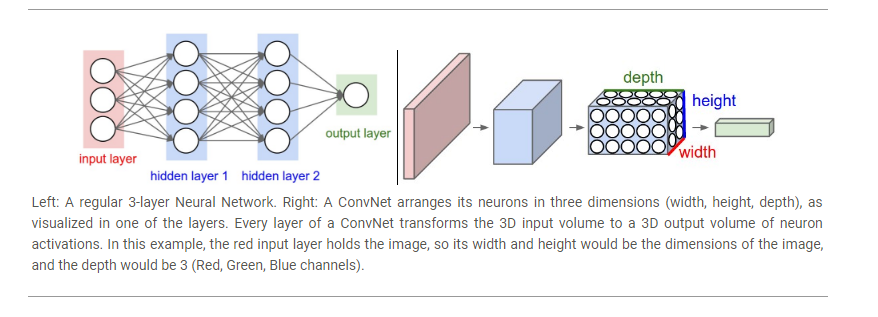 depth
height
output layer
input layer
width
hidden layer 1 hidden layer 2
Left: A regular 3-layer Neural Network. Right: A ConvNet arranges its neurons in three dimensions (width, height, depth), as
visualized in one of the layers. Every layer of a ConvNet transforms the 3D input volume to a 3D output volume of neuron
activations. In this example, the red input layer holds the image, so its width and height would be the dimensions of the image,
and the depth would be 3 (Red, Green, Blue channels).